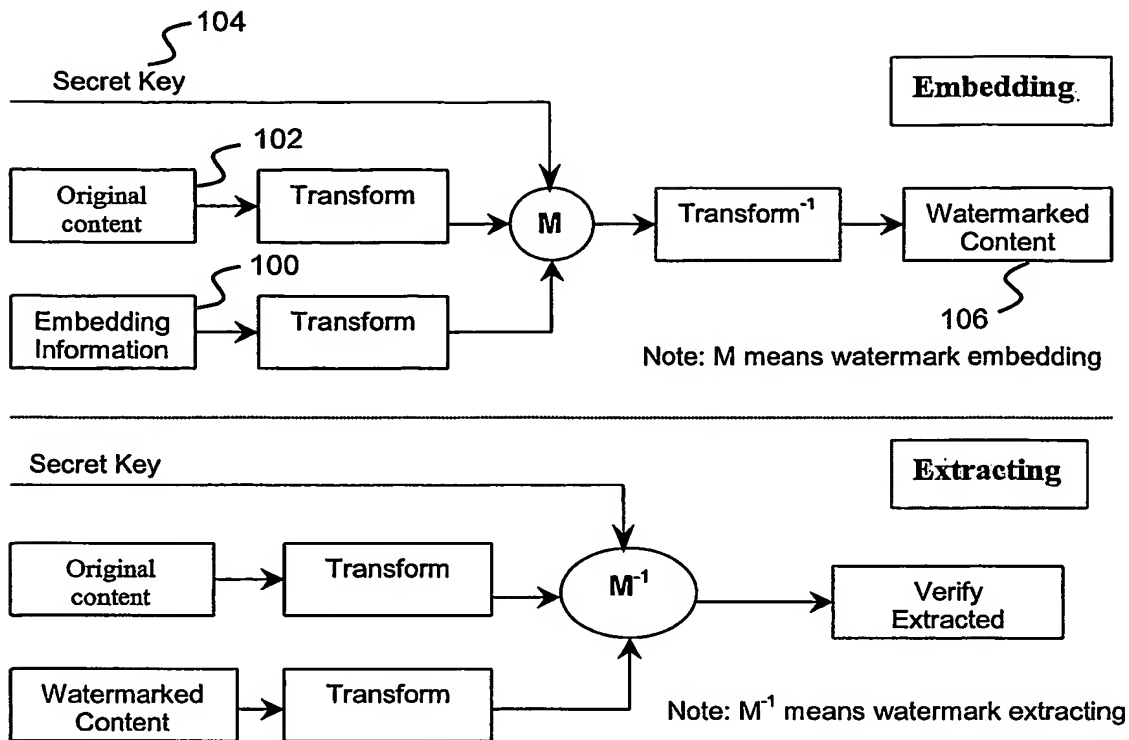 104
Secret Key
Embedding
102
Original
content
Transform
M
Transform-1
Watermarked
Content
100
Embedding
Information
Transform
106
Note: M means watermark embedding
Secret Key
Extracting
Original
content
Transform
M-1
Verify
Extracted
Watermarked
Content
Transform
Note: M-1 means watermark extracting